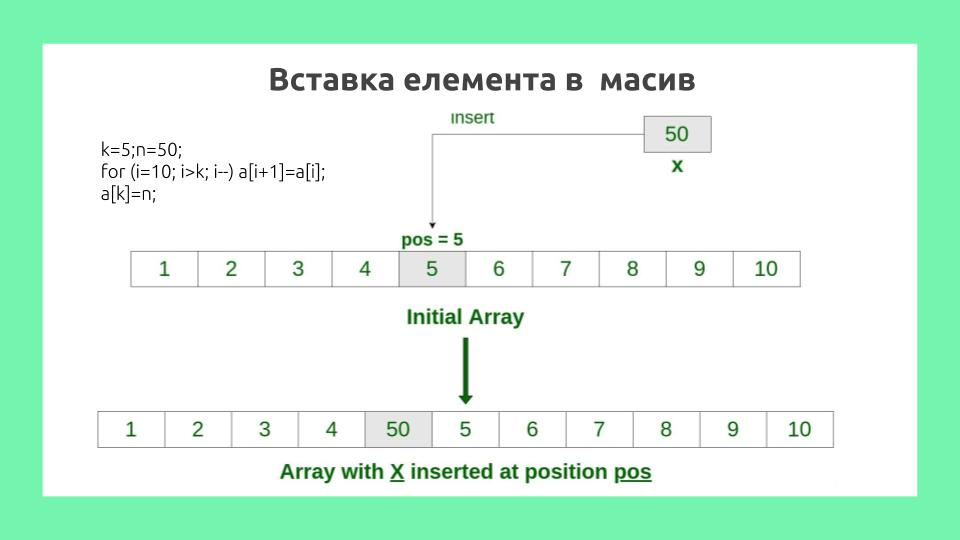 Вставка елемента в  масив
insert
50
x
k=5;n=50;
for (i=10; i>k; i--) a[i+1]=a[i];
a[k]=n;
pos = 5
1 2 3 4 5 6 7 8 9 10
Initial Array
1 2 3 4 50 5 6 7 8 9 10
Array with X inserted at position pos